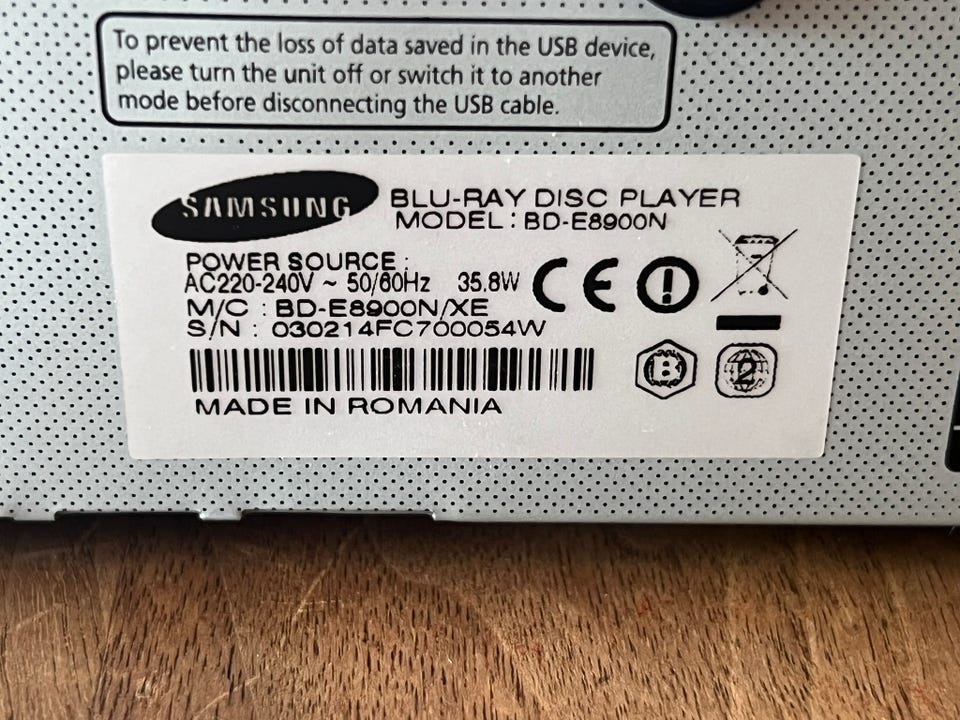 To prevent the loss of data saved in the USB device,
please turn the unit off or switch it to another
mode before disconnecting the USB cable.
SAMSUNG
BLU-RAY DISC PLAYER
MODEL : BD-E8900N
POWER SOURCE :
AC220-240V ~ 50/60Hz 35.8W
M/C : BD-E8900N/XE
S/N : 030214FC700054W
CE
B
2
MADE IN ROMANIA